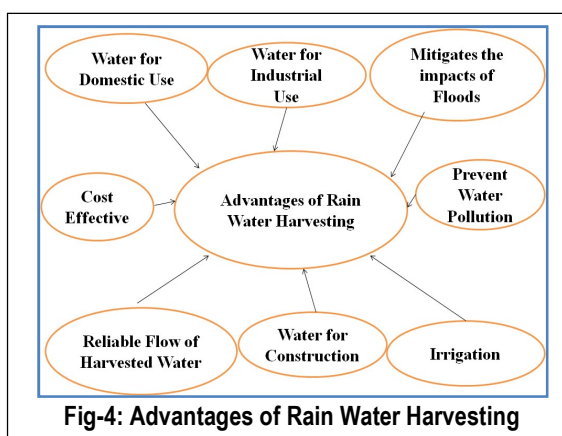 Water for
Domestic Use
Water for
Industrial
Use
Mitigates the
impacts of
Floods
Cost
Effective
Advantages of Rain
Water Harvesting
Prevent
Water
Pollution
Reliable Flow of
Harvested Water
Water for
Construction
Irrigation
Fig-4: Advantages of Rain Water Harvesting